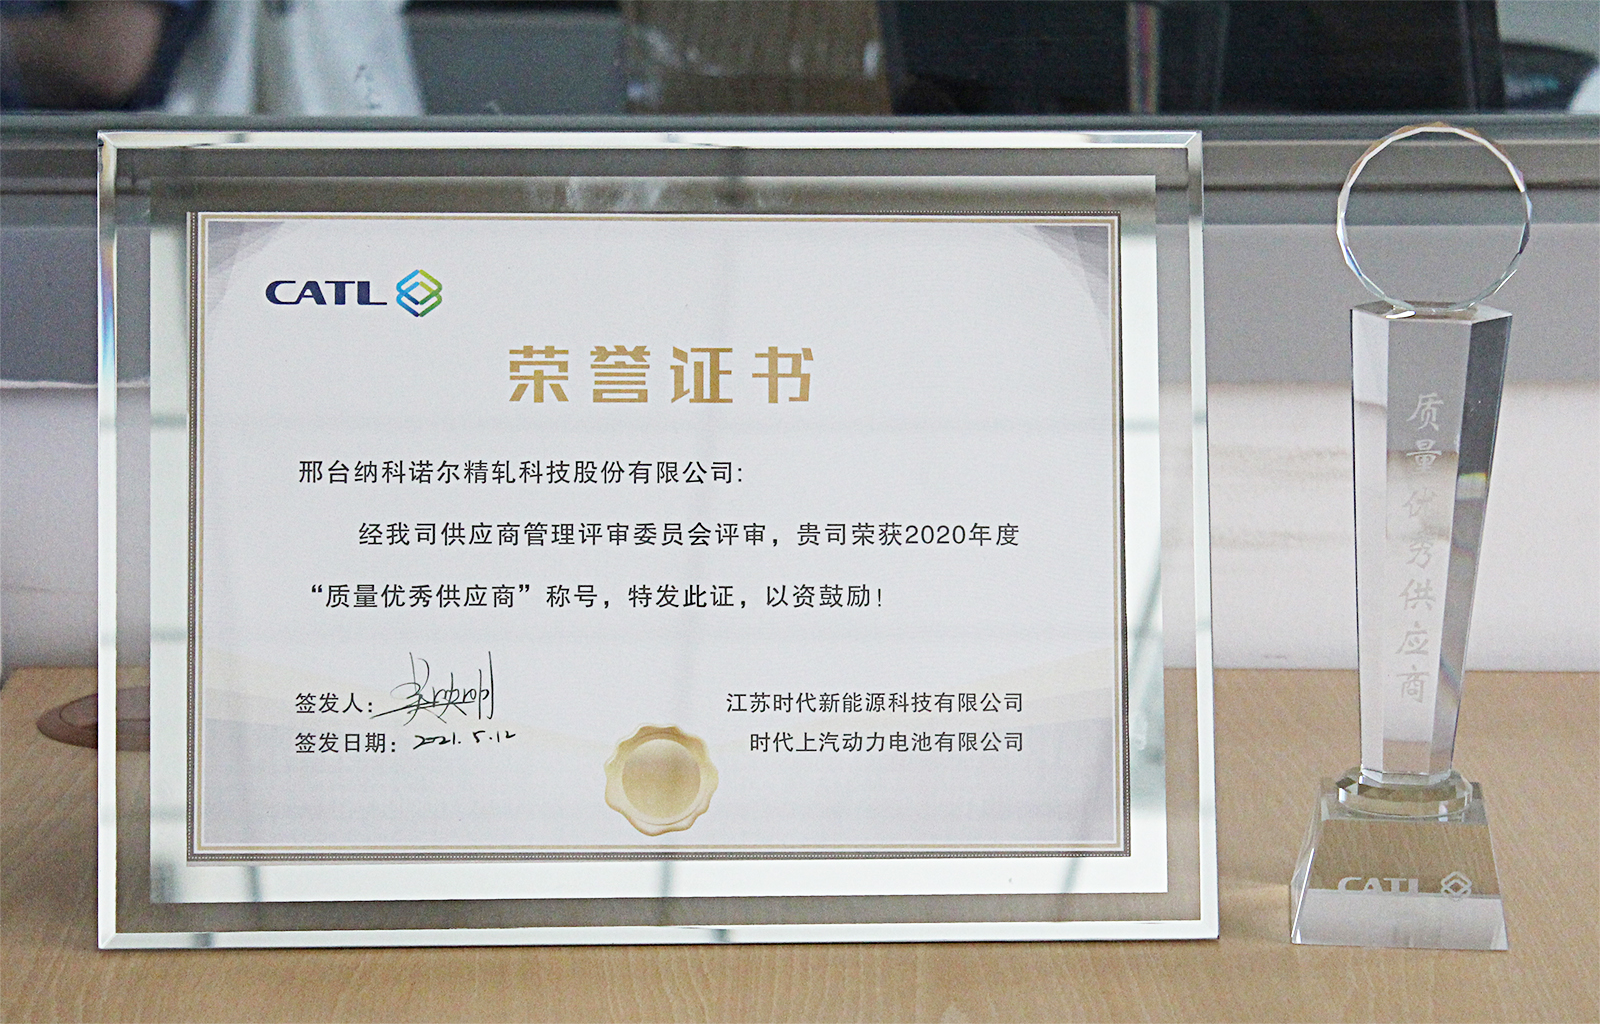 CATL
荣誉证书
邢台纳科诺尔精轧科技股份有限公司:
经我司供应商管理评审委员会评审，贵司荣获2020年度
“质量优秀供应商”称号，特发此证，以资鼓励！
签发人：
签发日期：2021.5.12
江苏时代新能源科技有限公司
时代上汽动力电池有限公司
质量优秀供应商
CATL